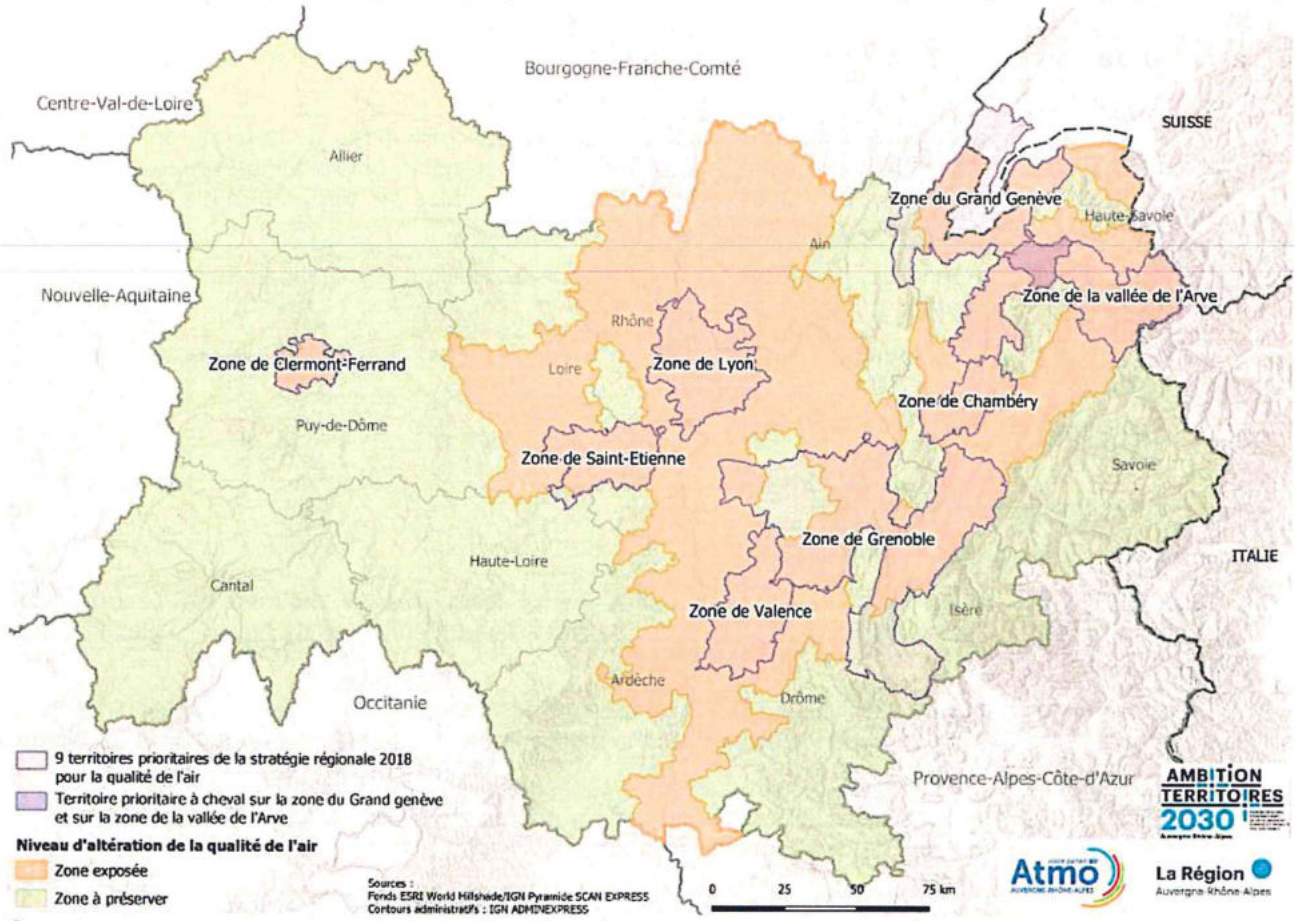 Bourgogne-Franche-Comté
Centre-Val-de-Loire
SUISSE
Allier
Zone du Grand Genève
Haute-Savoie
Ain
Nouvelle-Aquitaine
Zone de la vallée de l'Arve
Rhône
Zone de Clermont-Ferrand
Zone de Lyon
Loire
Zone de Chambéry
Puy-de-Dôme
Zone de Saint-Etienne
Savoie
Zone de Grenoble
Haute-Loire
ITALIE
Cantal
Zone de Valence
Isère
Ardèche
Drôme
Occitanie
Provence-Alpes-Côte-d'Azur
9 territoires prioritaires de la stratégie régionale 2018
pour la qualité de l'air
Territoire prioritaire à cheval sur la zone du Grand genève
et sur la zone de la vallée de l'Arve
Niveau d'altération de la qualité de l'air
Zone exposée
Zone à préserver
Sources :
Fonds ESRI World Hillshade/IGN Pyramide SCAN EXPRESS
Contours administratifs : IGN ADMINEXPRESS
0 25 50 75 km
AMBITION
TERRITOIRES
2030
Auvergne-Rhône-Alpes
Atmo
AUVERGNE-RHÔNE-ALPES
La Région
Auvergne-Rhône-Alpes